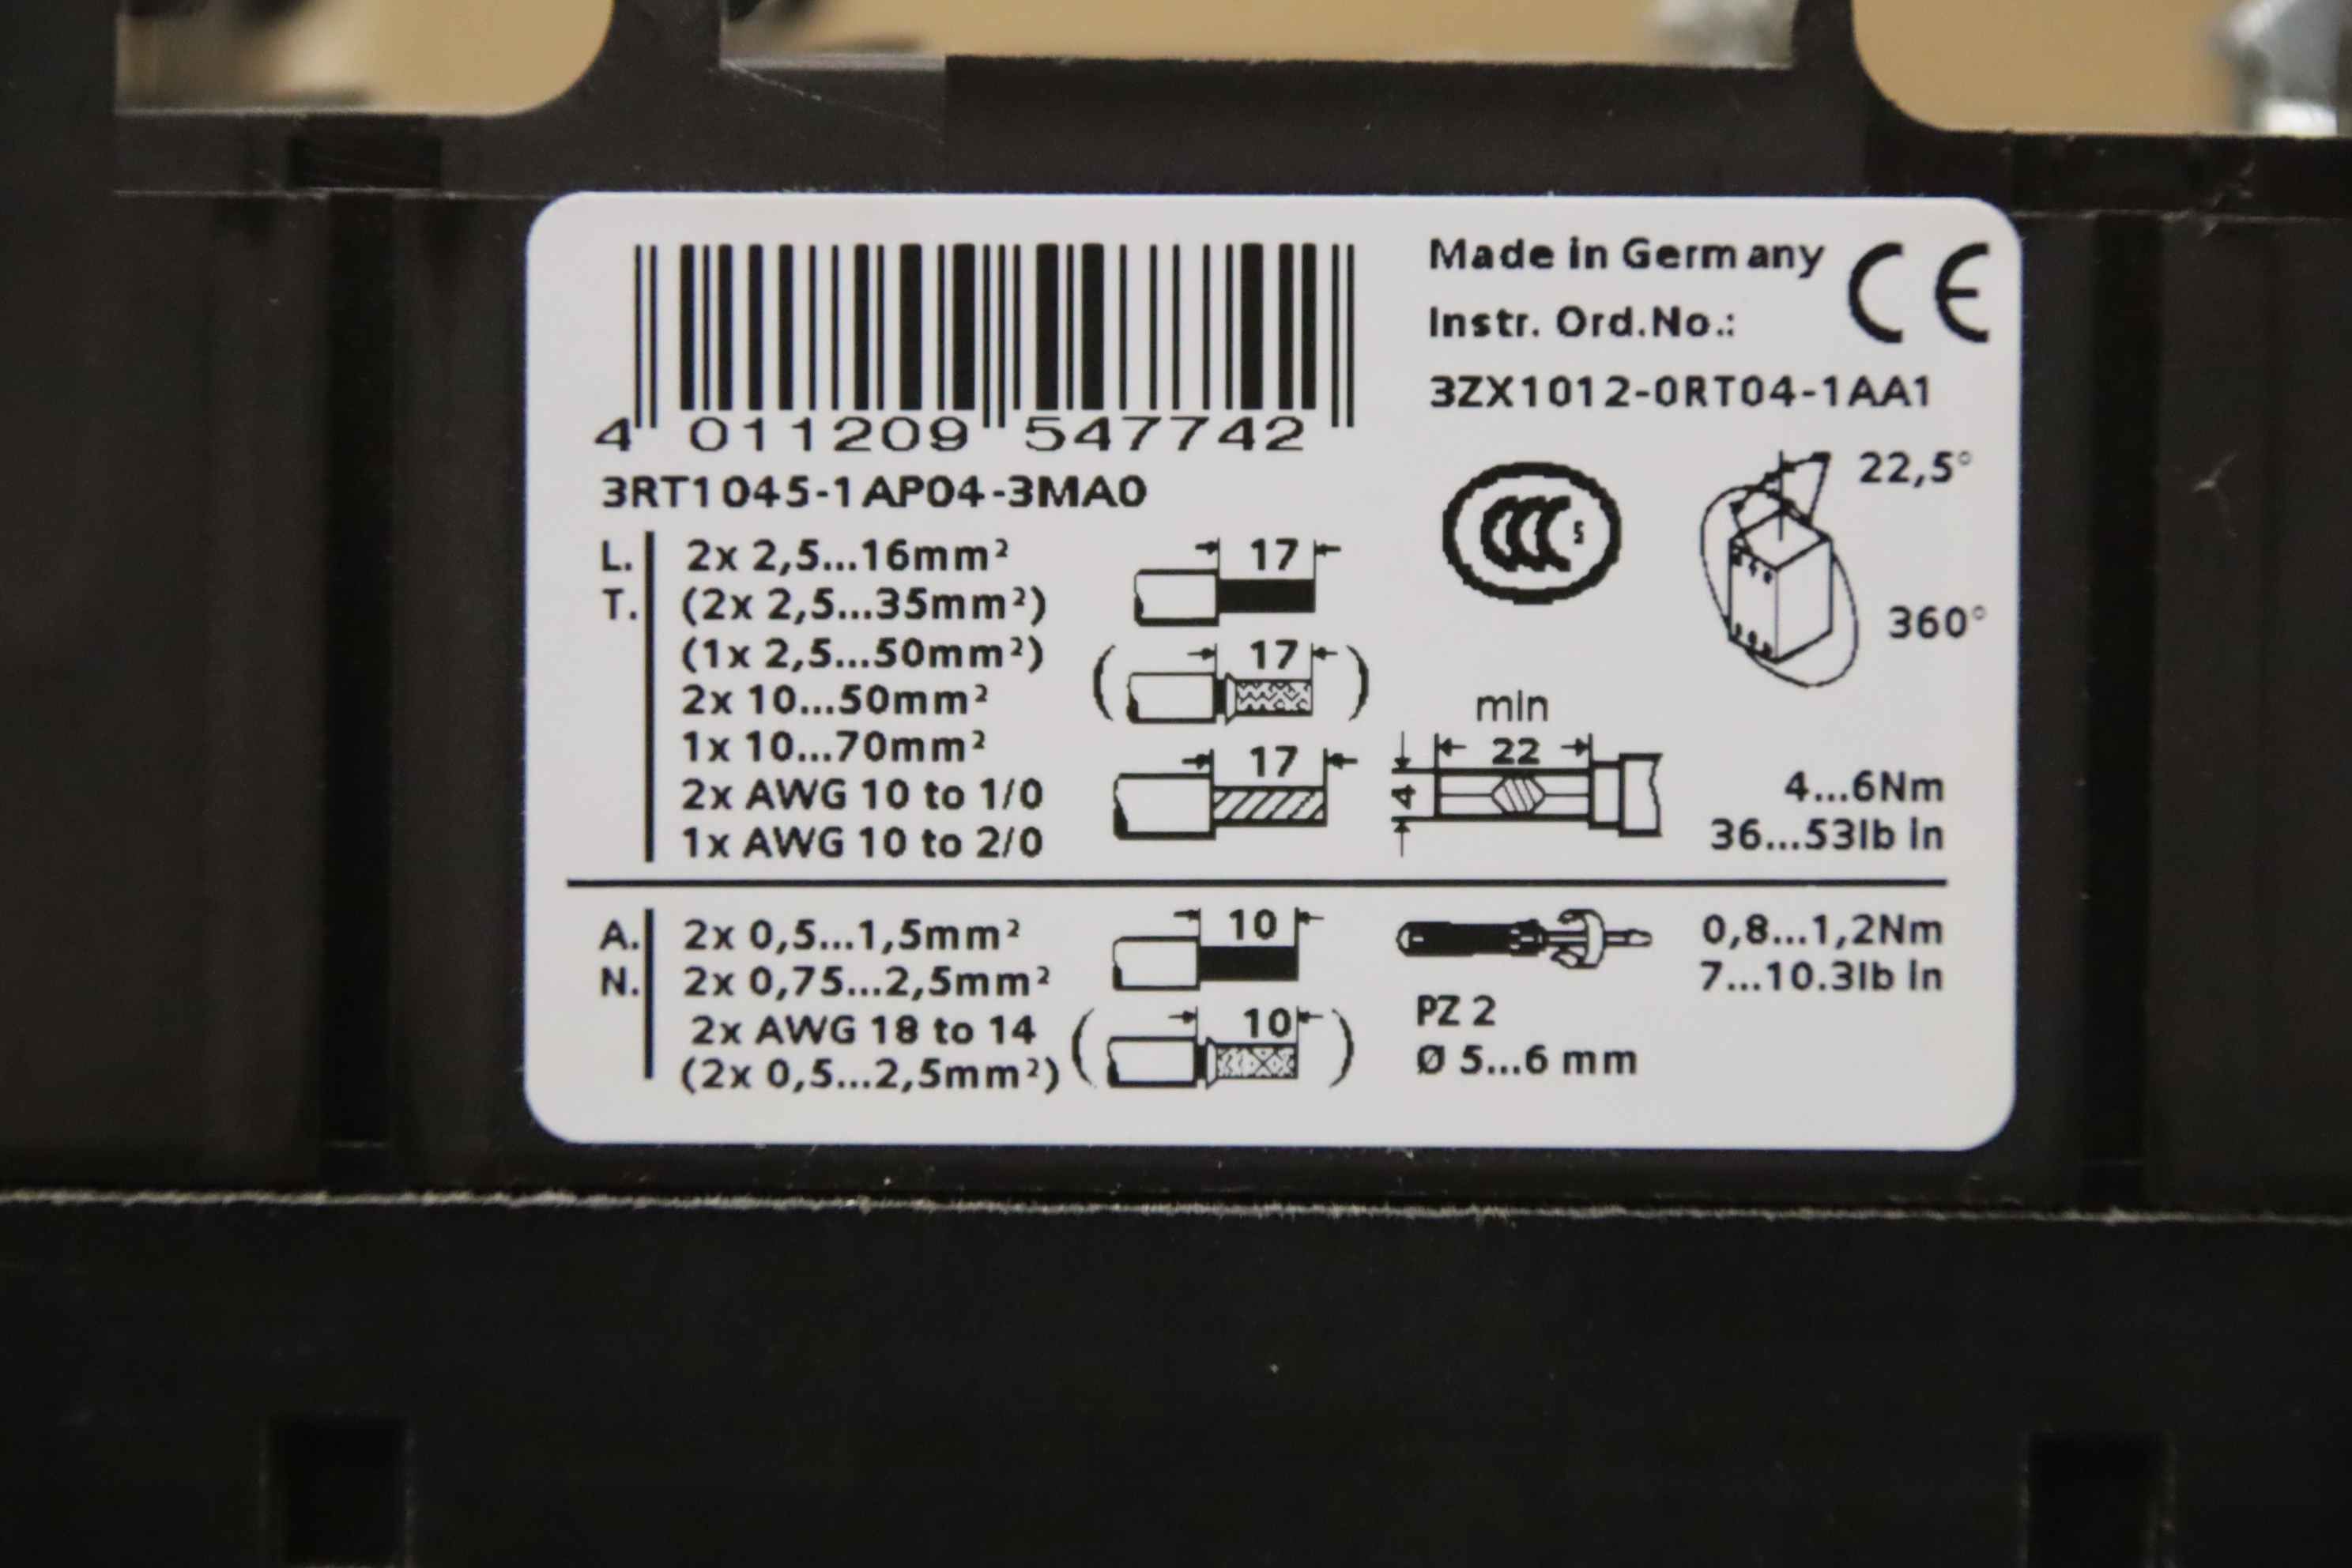 Made in Germany
CE
Instr. Ord.No.:
3ZX1012-0RT04-1AA1
4 011209 547742
3RT1045-1AP04-3MA0
CCC S
22,5°
360°
L. 2x 2,5...16mm²
T. (2x 2,5...35mm²)
(1x 2,5...50mm²)
2x 10...50mm²
1x 10...70mm²
2x AWG 10 to 1/0
1x AWG 10 to 2/0
17
( 17 )
17
min
22
4
4...6Nm
36...53lb in
A. 2x 0,5...1,5mm²
N. 2x 0,75...2,5mm²
2x AWG 18 to 14
(2x 0,5...2,5mm²)
10
( 10 )
PZ 2
Ø 5...6 mm
0,8...1,2Nm
7...10.3lb in